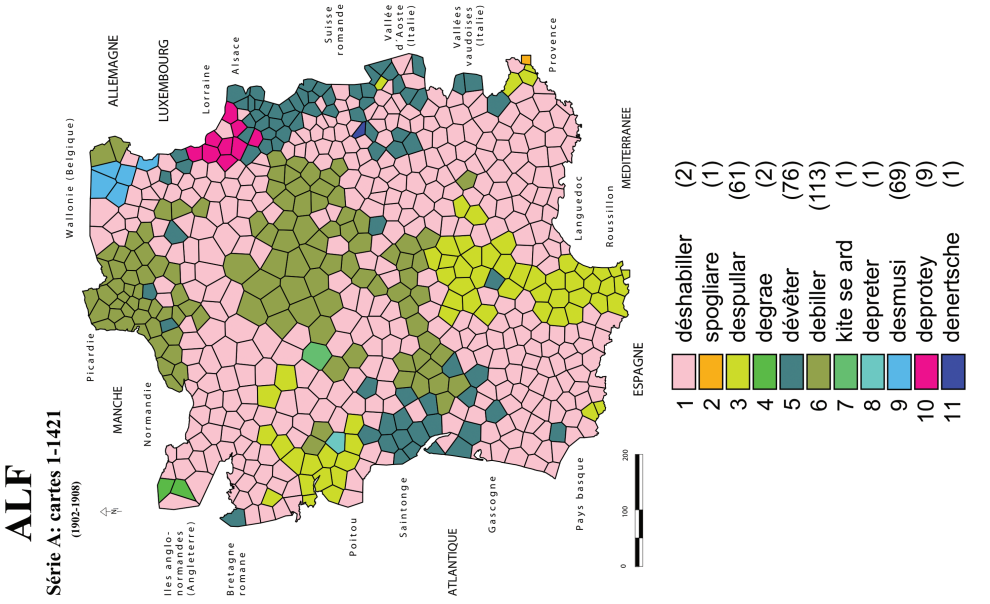 ALF
Série A: cartes 1-1421
(1902-1908)
N
Wallonie (Belgique)
ALLEMAGNE
LUXEMBOURG
Lorraine
Alsace
Suisse
romande
Vallée
d'Aoste
(Italie)
Vallées
vaudoises
(Italie)
Provence
Picardie
MANCHE
Normandie
Iles anglo-
normandes
(Angleterre)
Bretagne
romane
Poitou
Saintonge
ATLANTIQUE
Gascogne
Pays basque
ESPAGNE
Languedoc
Roussillon
MEDITERRANEE
0 100 200
1 déshabiller (2)
2 spogliare (1)
3 despullar (61)
4 degrae (2)
5 dévêter (76)
6 debiller (113)
7 kite se ard (1)
8 depreter (1)
9 desmusi (69)
10 deprotey (9)
11 denertsche (1)